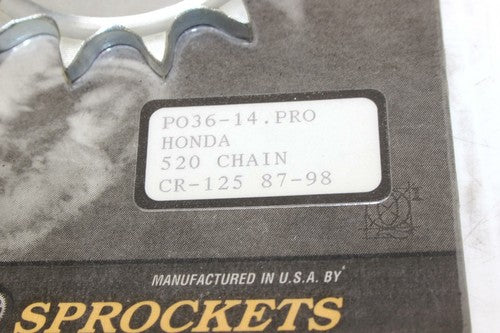 PO36-14.PRO
HONDA
520 CHAIN
CR-125 87-98
MANUFACTURED IN U.S.A. BY
SPROCKETS